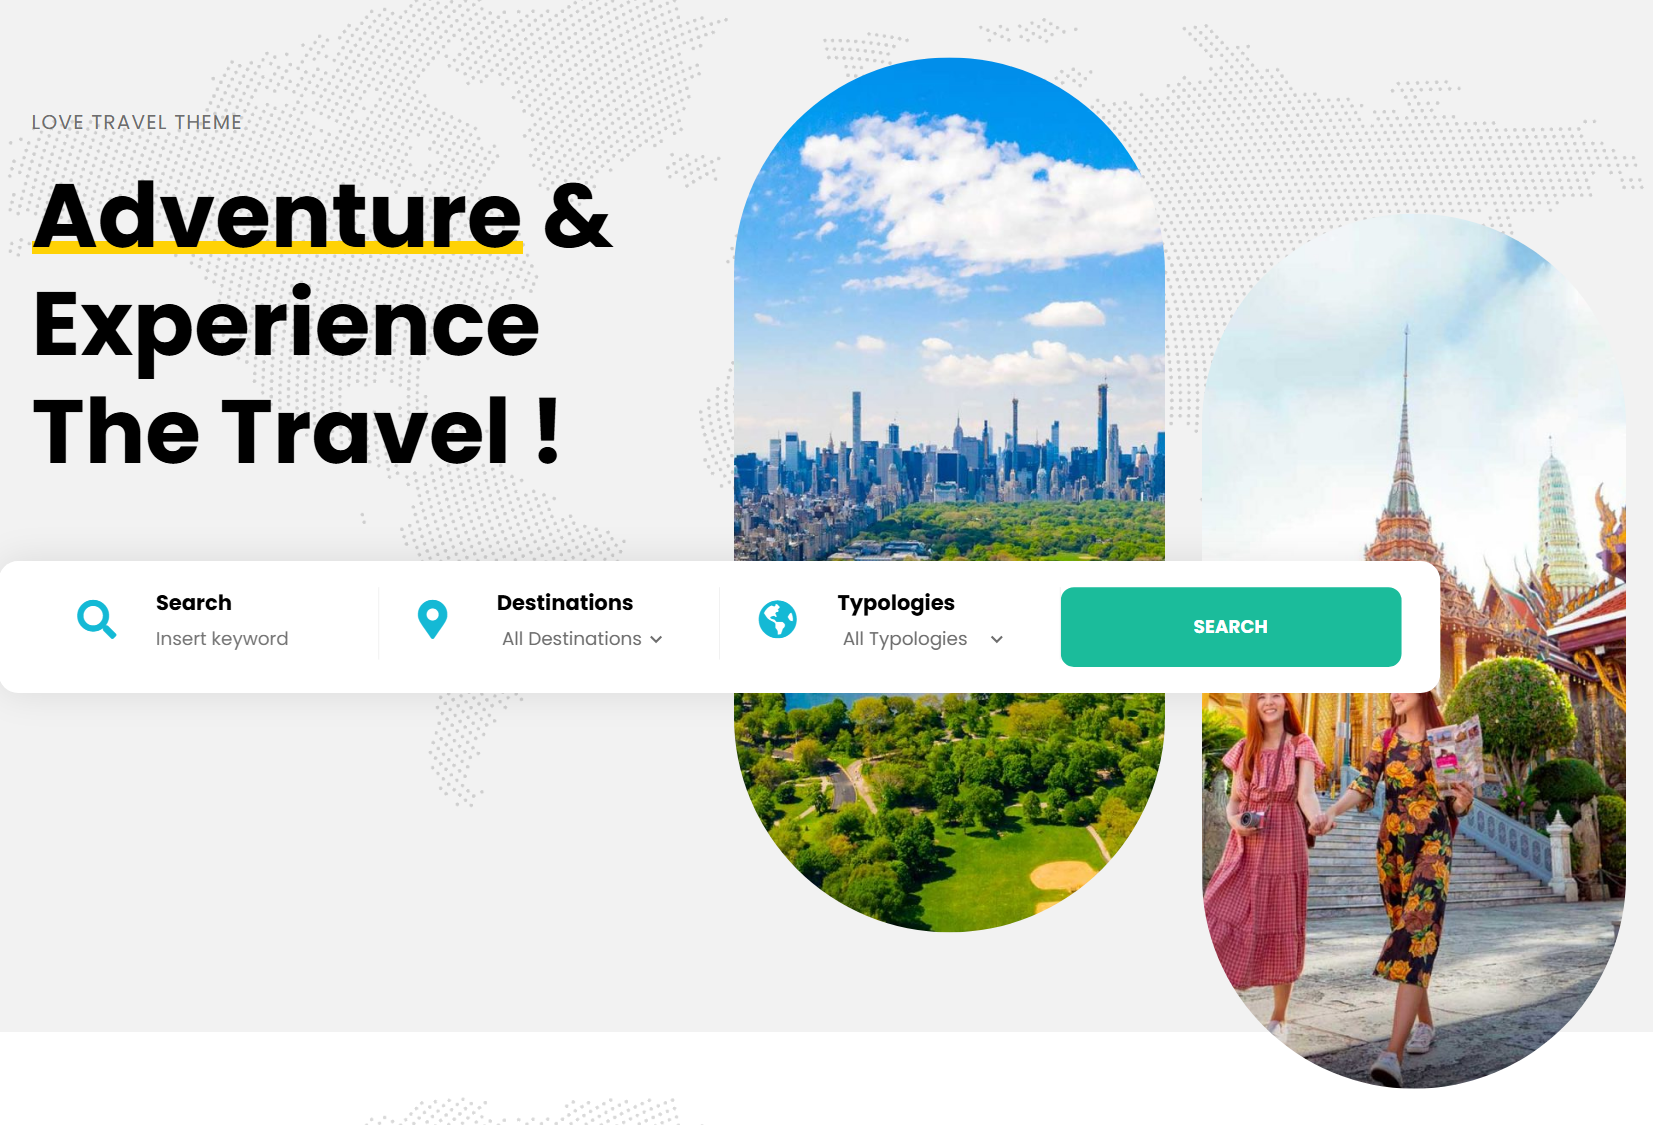 LOVE TRAVEL THEME
Adventure &
Experience
The Travel !
Search
Insert keyword
Destinations
All Destinations
Typologies
All Typologies
SEARCH